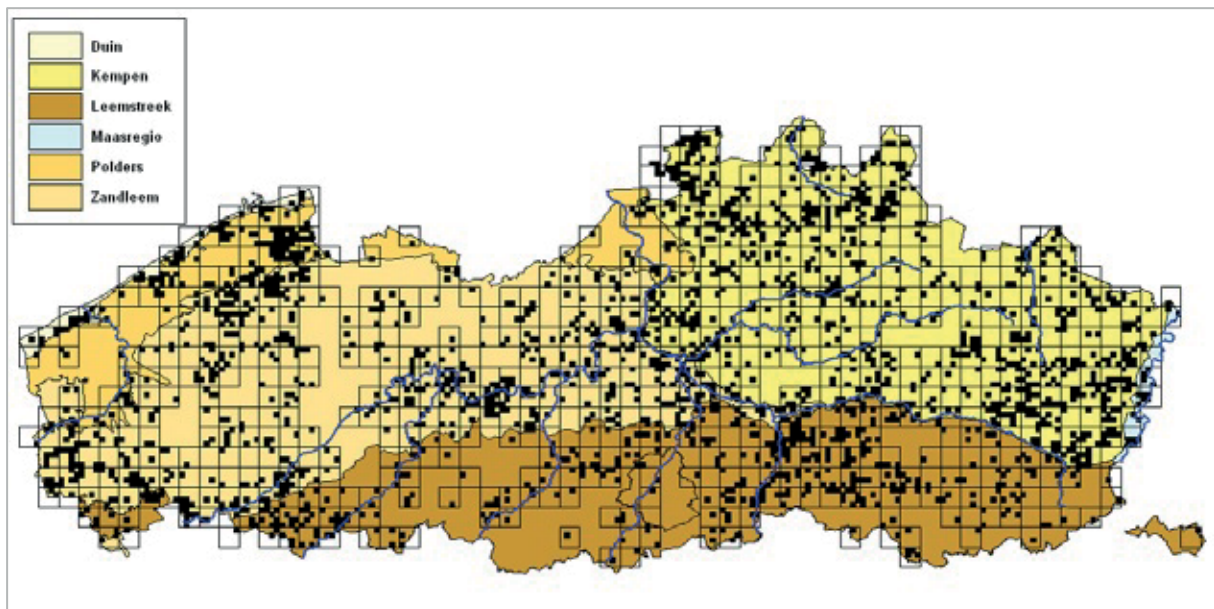 Duin
Kempen
Leemstreek
Maasregio
Polders
Zandleem